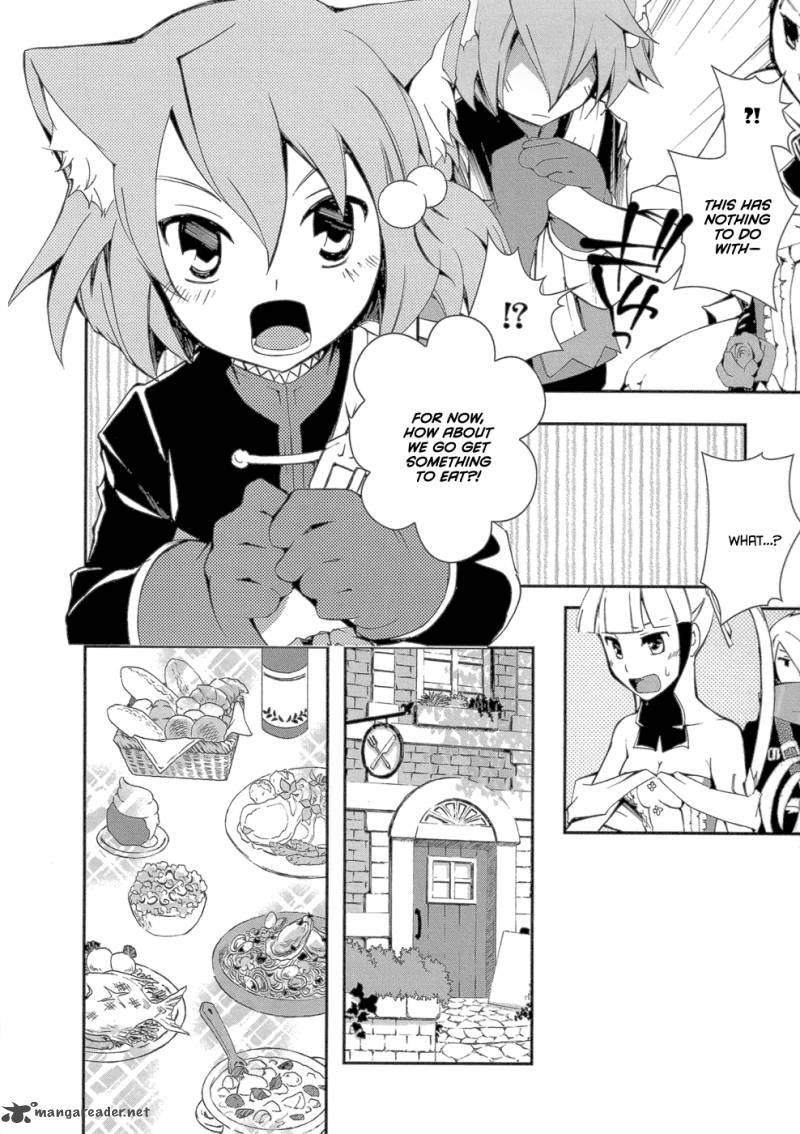 ?!
THIS HAS
NOTHING
TO DO
WITH—
!?
FOR NOW,
HOW ABOUT
WE GO GET
SOMETHING
TO EAT?!
WHAT...?
mangareader.net